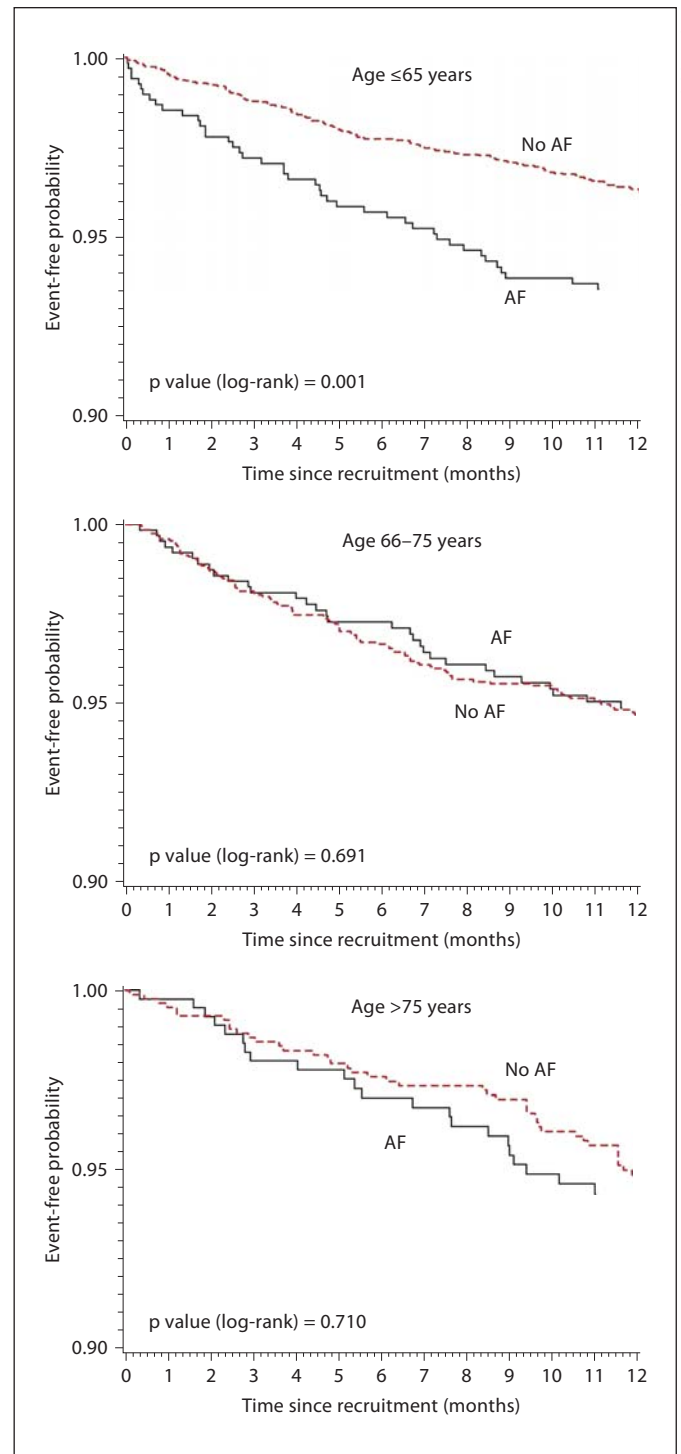 1.00
Age ≤65 years
No AF
0.95
AF
Event-free probability
p value (log-rank) = 0.001
0.90
0 1 2 3 4 5 6 7 8 9 10 11 12
Time since recruitment (months)
1.00
Age 66–75 years
AF
0.95
No AF
Event-free probability
p value (log-rank) = 0.691
0.90
0 1 2 3 4 5 6 7 8 9 10 11 12
Time since recruitment (months)
1.00
Age >75 years
No AF
AF
0.95
Event-free probability
p value (log-rank) = 0.710
0.90
0 1 2 3 4 5 6 7 8 9 10 11 12
Time since recruitment (months)